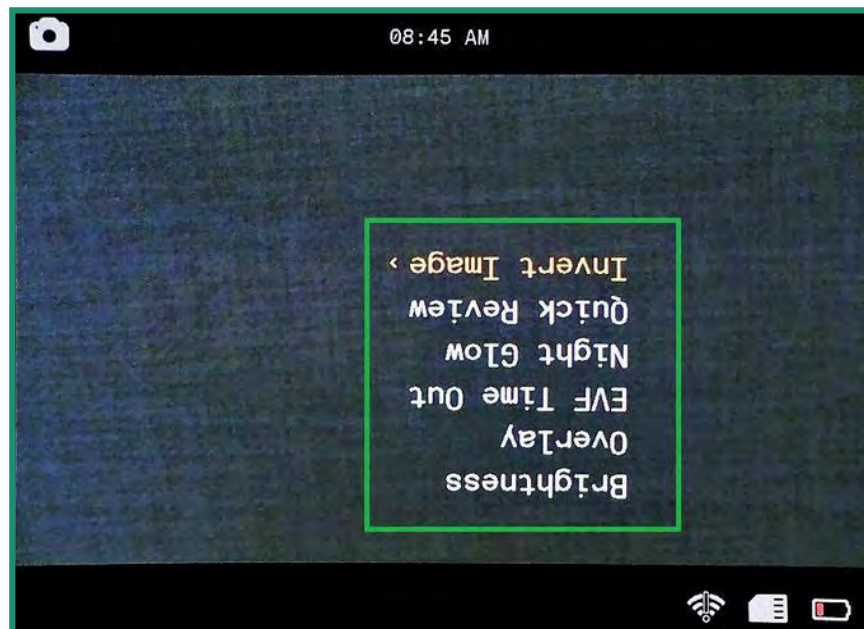 08:45 AM
Brightness
Overlay
EVF Time Out
Night Glow
Quick Review
Invert Image >